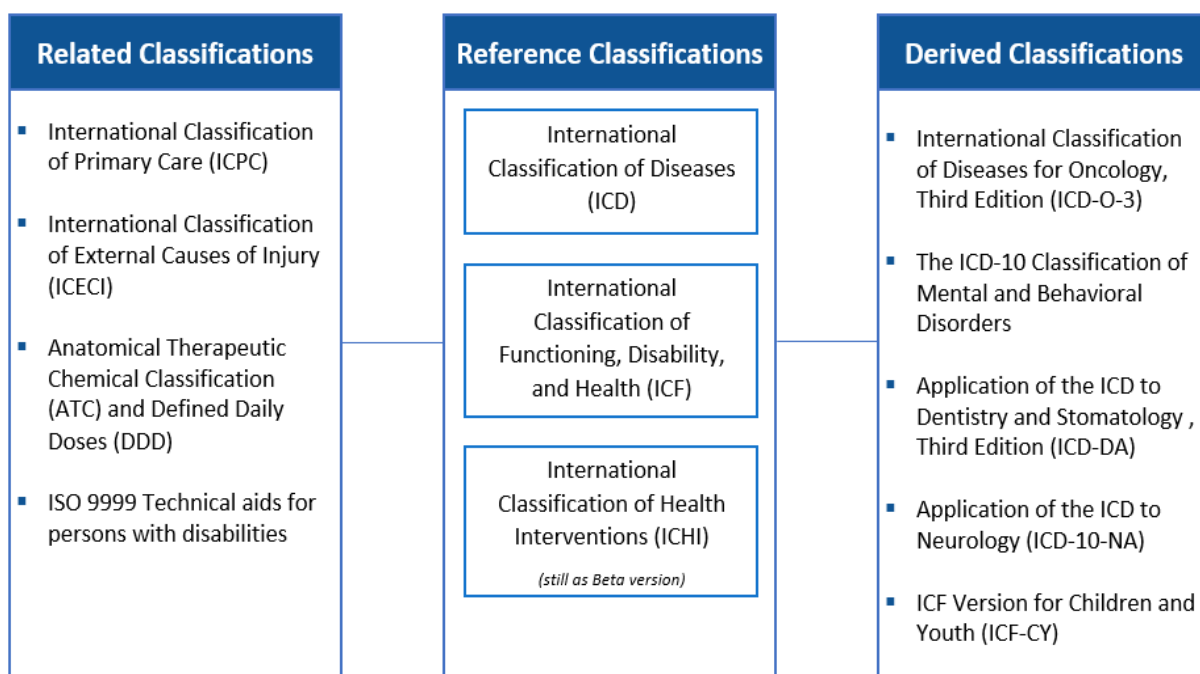 Related Classifications
▪ International Classification
of Primary Care (ICPC)
▪ International Classification
of External Causes of Injury
(ICECI)
▪ Anatomical Therapeutic
Chemical Classification
(ATC) and Defined Daily
Doses (DDD)
▪ ISO 9999 Technical aids for
persons with disabilities
Reference Classifications
International
Classification of Diseases
(ICD)
International
Classification of
Functioning, Disability,
and Health (ICF)
International
Classification of Health
Interventions (ICHI)
(still as Beta version)
Derived Classifications
▪ International Classification
of Diseases for Oncology,
Third Edition (ICD-O-3)
▪ The ICD-10 Classification of
Mental and Behavioral
Disorders
▪ Application of the ICD to
Dentistry and Stomatology ,
Third Edition (ICD-DA)
▪ Application of the ICD to
Neurology (ICD-10-NA)
▪ ICF Version for Children and
Youth (ICF-CY)